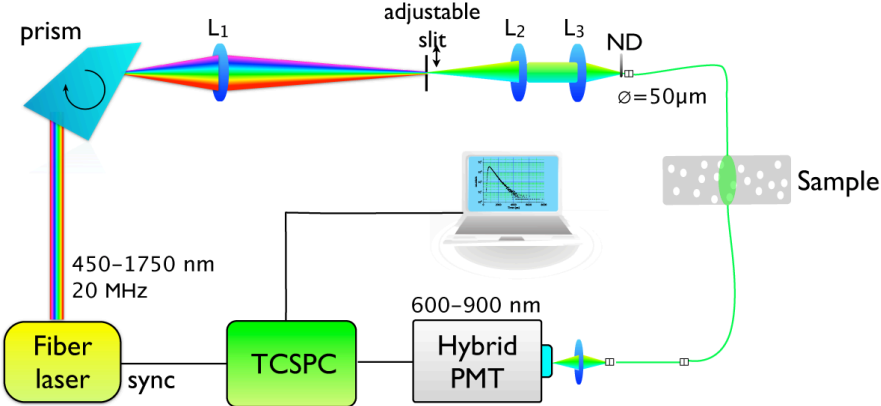 prism
L1
adjustable
slit
L2
L3
ND
∅=50µm
Sample
450–1750 nm
20 MHz
600–900 nm
Fiber
laser
sync
TCSPC
Hybrid
PMT